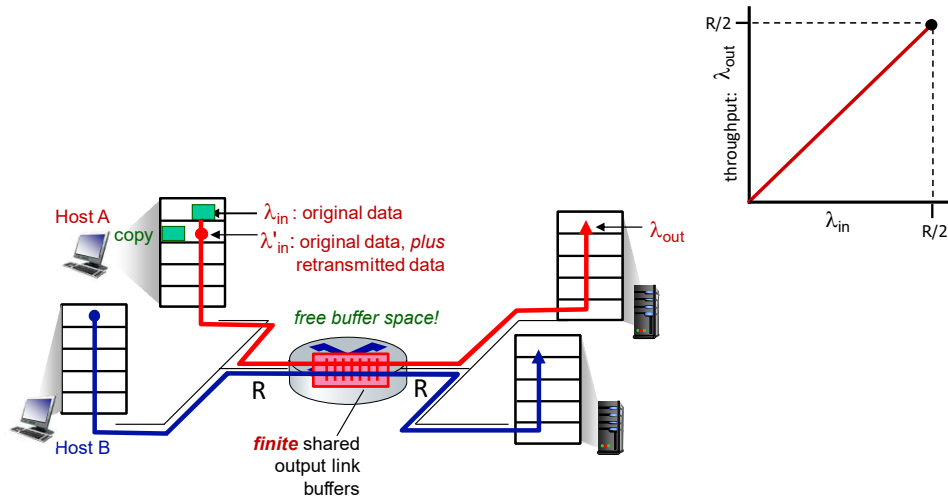 R/2
throughput: λout
λin
R/2
Host A
copy
λin : original data
λ'in: original data, plus
retransmitted data
λout
free buffer space!
R
R
Host B
finite shared
output link
buffers